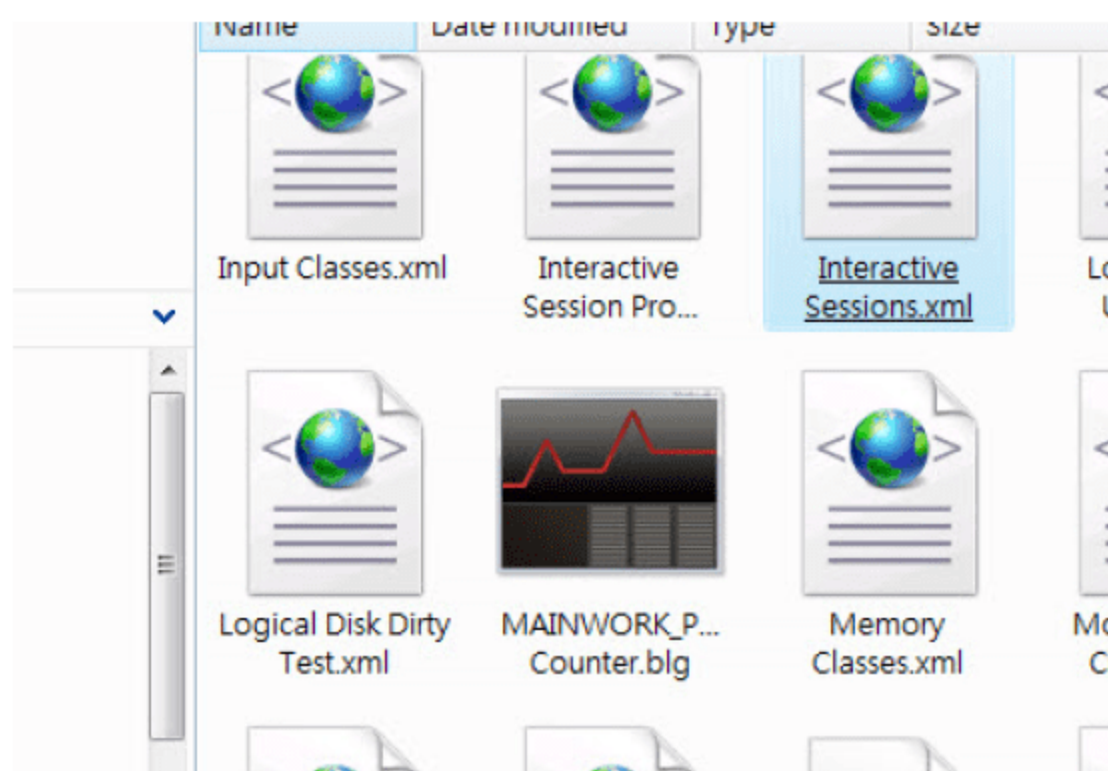 Name Date modified Type Size
Input Classes.xml
Interactive
Session Pro...
Interactive
Sessions.xml
Logical Disk Dirty
Test.xml
MAINWORK_P...
Counter.blg
Memory
Classes.xml